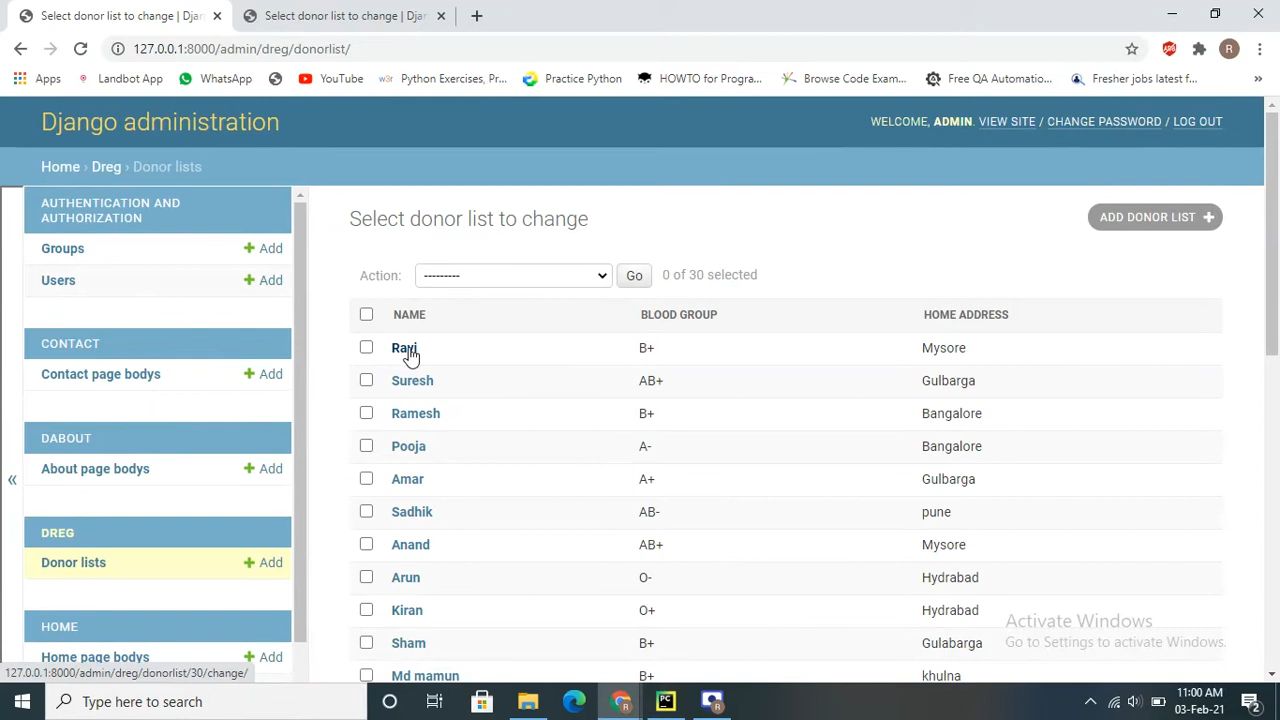 Select donor list to change | Djan
Select donor list to change | Djan
127.0.0.1:8000/admin/dreg/donorlist/
R
Apps
Landbot App
WhatsApp
YouTube
Python Exercises, Pr...
Practice Python
HOWTO for Progra...
Browse Code Exam...
Free QA Automatio...
Fresher jobs latest f...
»
Django administration
WELCOME, ADMIN. VIEW SITE / CHANGE PASSWORD / LOG OUT
Home › Dreg › Donor lists
AUTHENTICATION AND
AUTHORIZATION
Groups + Add
Users + Add
CONTACT
Contact page bodys + Add
DABOUT
About page bodys + Add
«
DREG
Donor lists + Add
HOME
Home page bodys + Add
Select donor list to change
ADD DONOR LIST +
Action: --------- Go 0 of 30 selected
NAME BLOOD GROUP HOME ADDRESS
Ravi B+ Mysore
Suresh AB+ Gulbarga
Ramesh B+ Bangalore
Pooja A- Bangalore
Amar A+ Gulbarga
Sadhik AB- pune
Anand AB+ Mysore
Arun O- Hydrabad
Kiran O+ Hydrabad
Sham B+ Gulabarga
Md mamun B+ khulna
Activate Windows
Go to Settings to activate Windows.
127.0.0.1:8000/admin/dreg/donorlist/30/change/
Type here to search
PC
R
R
11:00 AM
03-Feb-21
2